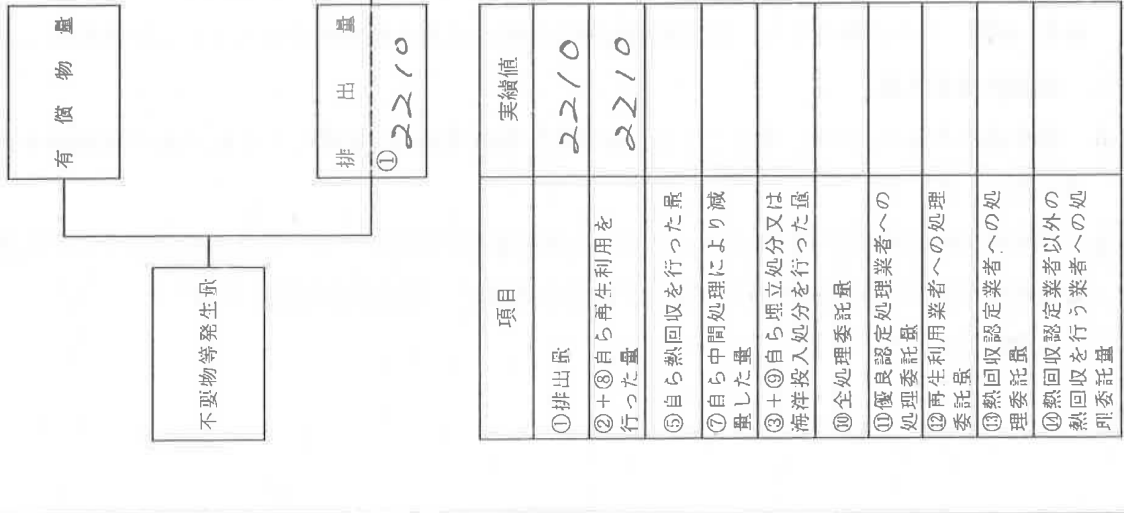 有償物量
不要物等発生量
排出量
①
2210
項目
実績値
①排出量
2210
②+⑧自ら再生利用を
行った量
2210
⑤自ら熱回収を行った量
⑦自ら中間処理により減
量した量
③+⑨自ら埋立処分又は
海洋投入処分を行った量
⑩全処理委託量
⑪優良認定処理業者への
処理委託量
⑫再生利用業者への処理
委託量
⑬熱回収認定業者への処
理委託量
⑭熱回収認定業者以外の
熱回収を行う業者への処
理委託量